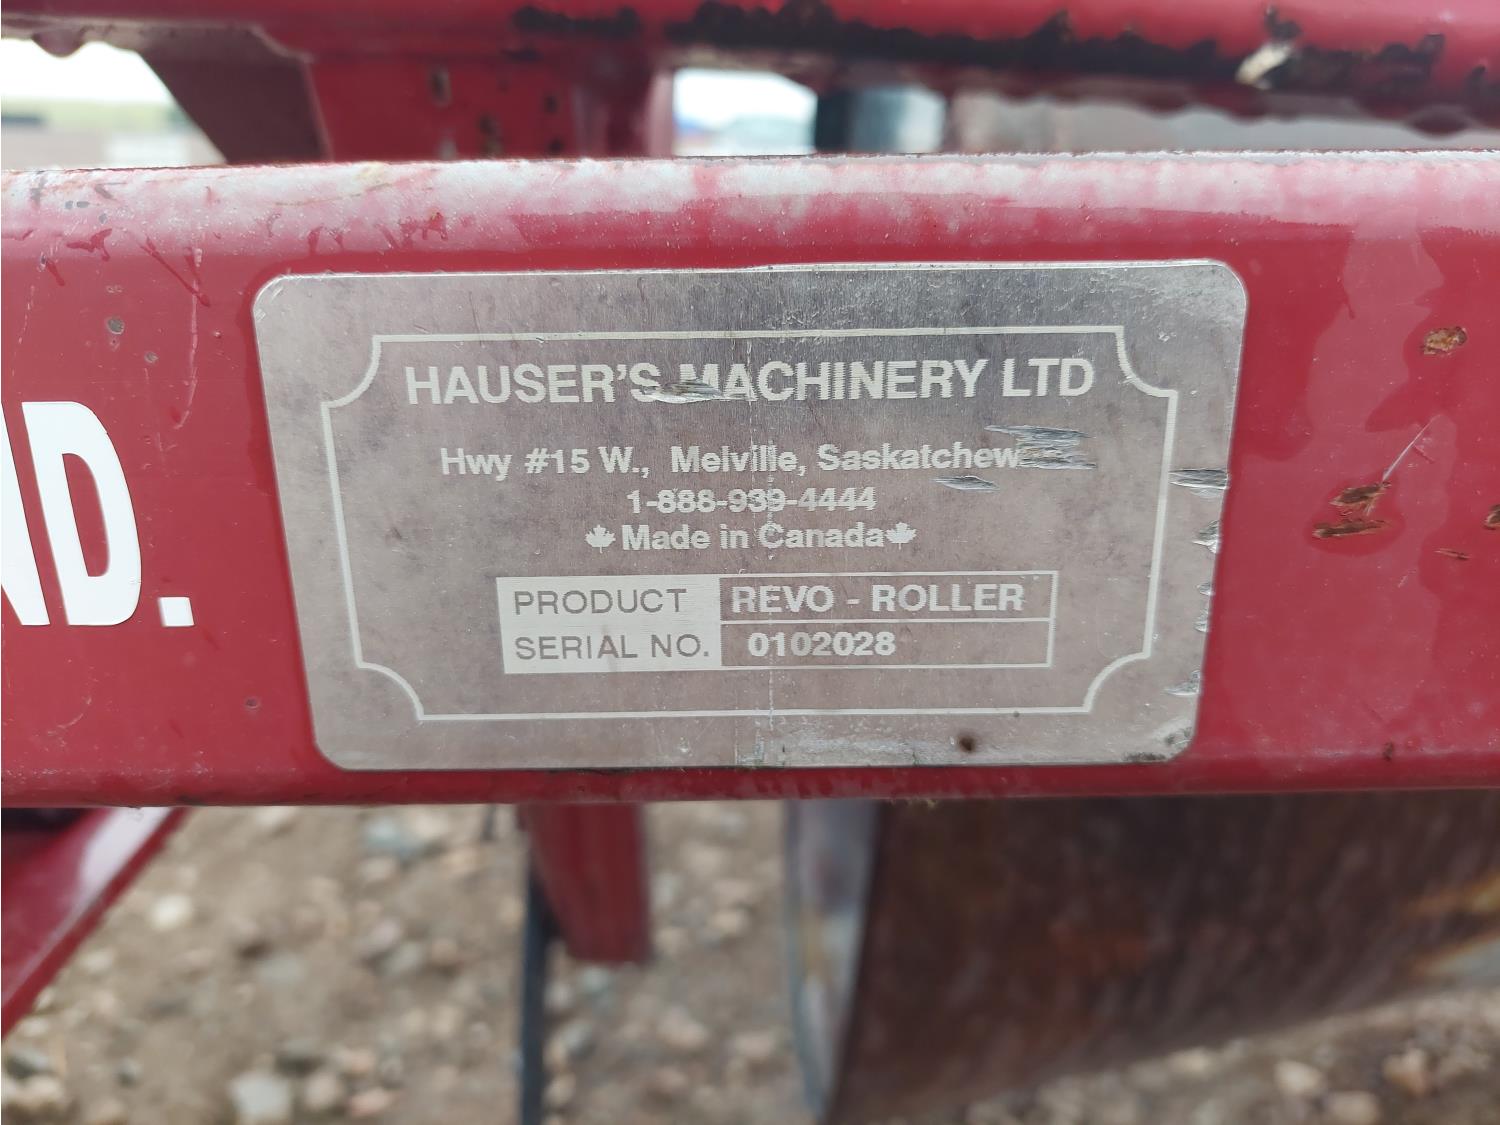 ND.
HAUSER'S MACHINERY LTD
Hwy #15 W., Melville, Saskatchew
1-888-939-4444
Made in Canada
PRODUCT REVO - ROLLER
SERIAL NO. 0102028